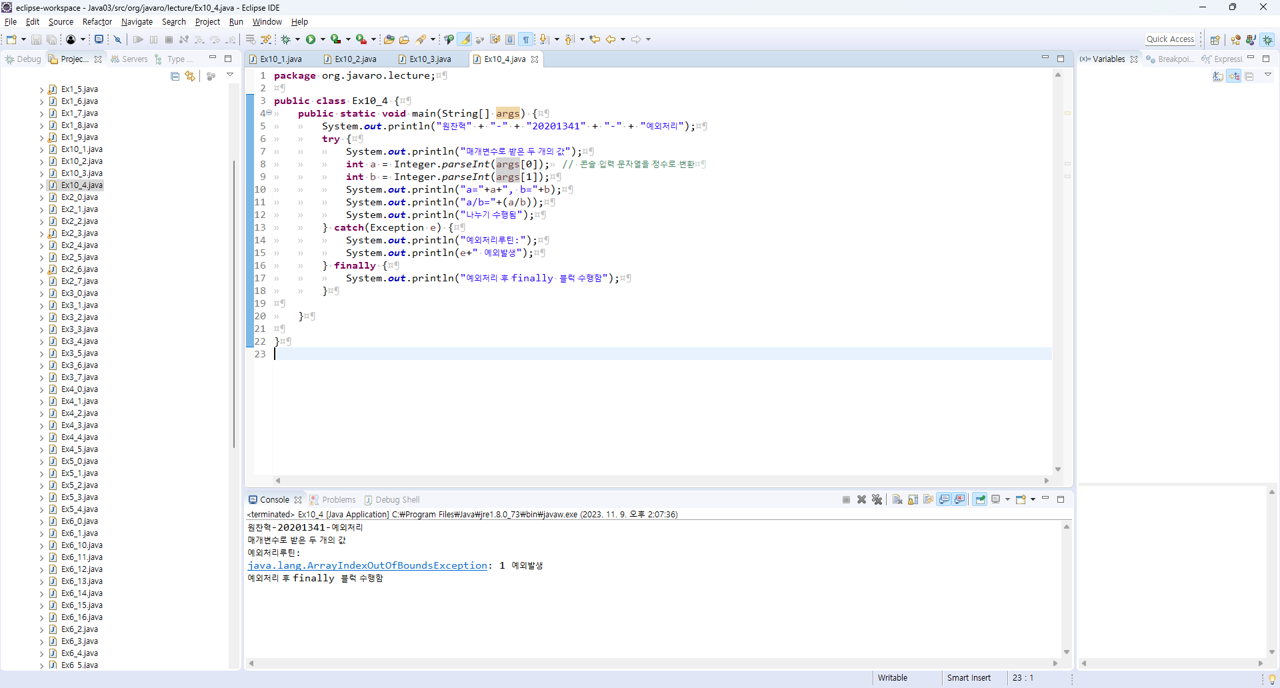 eclipse-workspace - Java03/src/org/javaro/lecture/Ex10_4.java - Eclipse IDE
File Edit Source Refactor Navigate Search Project Run Window Help
Quick Access
Debug Projec... Servers Type ...
Ex1_5.java
Ex1_6.java
Ex1_7.java
Ex1_8.java
Ex1_9.java
Ex10_1.java
Ex10_2.java
Ex10_3.java
Ex10_4.java
Ex2_0.java
Ex2_1.java
Ex2_2.java
Ex2_3.java
Ex2_4.java
Ex2_5.java
Ex2_6.java
Ex2_7.java
Ex3_0.java
Ex3_1.java
Ex3_2.java
Ex3_3.java
Ex3_4.java
Ex3_5.java
Ex3_6.java
Ex3_7.java
Ex4_0.java
Ex4_1.java
Ex4_2.java
Ex4_3.java
Ex4_4.java
Ex4_5.java
Ex5_0.java
Ex5_1.java
Ex5_2.java
Ex5_3.java
Ex5_4.java
Ex6_0.java
Ex6_1.java
Ex6_10.java
Ex6_11.java
Ex6_12.java
Ex6_13.java
Ex6_14.java
Ex6_15.java
Ex6_16.java
Ex6_2.java
Ex6_3.java
Ex6_4.java
Ex6_5.java
Ex10_1.java Ex10_2.java Ex10_3.java Ex10_4.java
1 package org.javaro.lecture;
2
3 public class Ex10_4 {
4 public static void main(String[] args) {
5 System.out.println("원찬혁" + "-" + "20201341" + "-" + "예외처리");
6 try {
7 System.out.println("매개변수로 받은 두 개의 값");
8 int a = Integer.parseInt(args[0]); // 콘솔 입력 문자열을 정수로 변환
9 int b = Integer.parseInt(args[1]);
10 System.out.println("a="+a+", b="+b);
11 System.out.println("a/b="+(a/b));
12 System.out.println("나누기 수행됨");
13 } catch(Exception e) {
14 System.out.println("예외처리루틴:");
15 System.out.println(e+" 예외발생");
16 } finally {
17 System.out.println("예외처리 후 finally 블럭 수행함");
18 }
19
20 }
21
22 }
23
Console Problems Debug Shell
<terminated> Ex10_4 [Java Application] C:₩Program Files₩Java₩jre1.8.0_73₩bin₩javaw.exe (2023. 11. 9. 오후 2:07:36)
원찬혁-20201341-예외처리
매개변수로 받은 두 개의 값
예외처리루틴:
java.lang.ArrayIndexOutOfBoundsException: 1 예외발생
예외처리 후 finally 블럭 수행함
(x)= Variables Breakpoi... Expressi
Writable Smart Insert 23 : 1